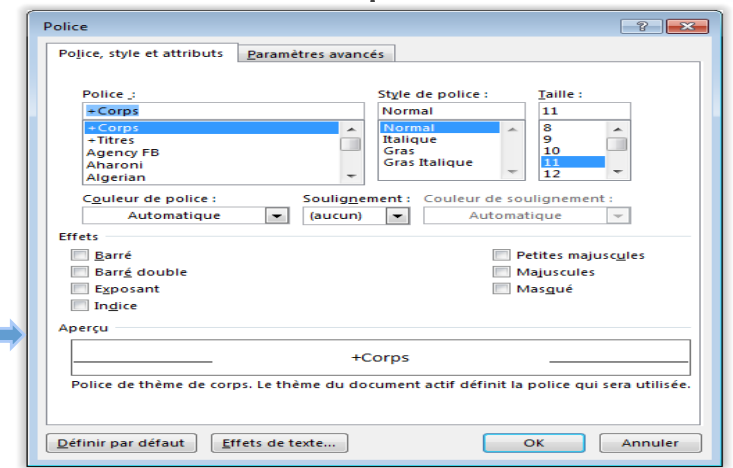 Police
Police, style et attributs Paramètres avancés
Police : Style de police : Taille :
+Corps Normal 11
+Corps Normal 8
+Titres Italique 9
Agency FB Gras 10
Aharoni Gras Italique 11
Algerian 12
Couleur de police : Soulignement : Couleur de soulignement :
Automatique (aucun) Automatique
Effets
Barré Petites majuscules
Barré double Majuscules
Exposant Masqué
Indice
Aperçu
+Corps
Police de thème de corps. Le thème du document actif définit la police qui sera utilisée.
Définir par défaut Effets de texte... OK Annuler